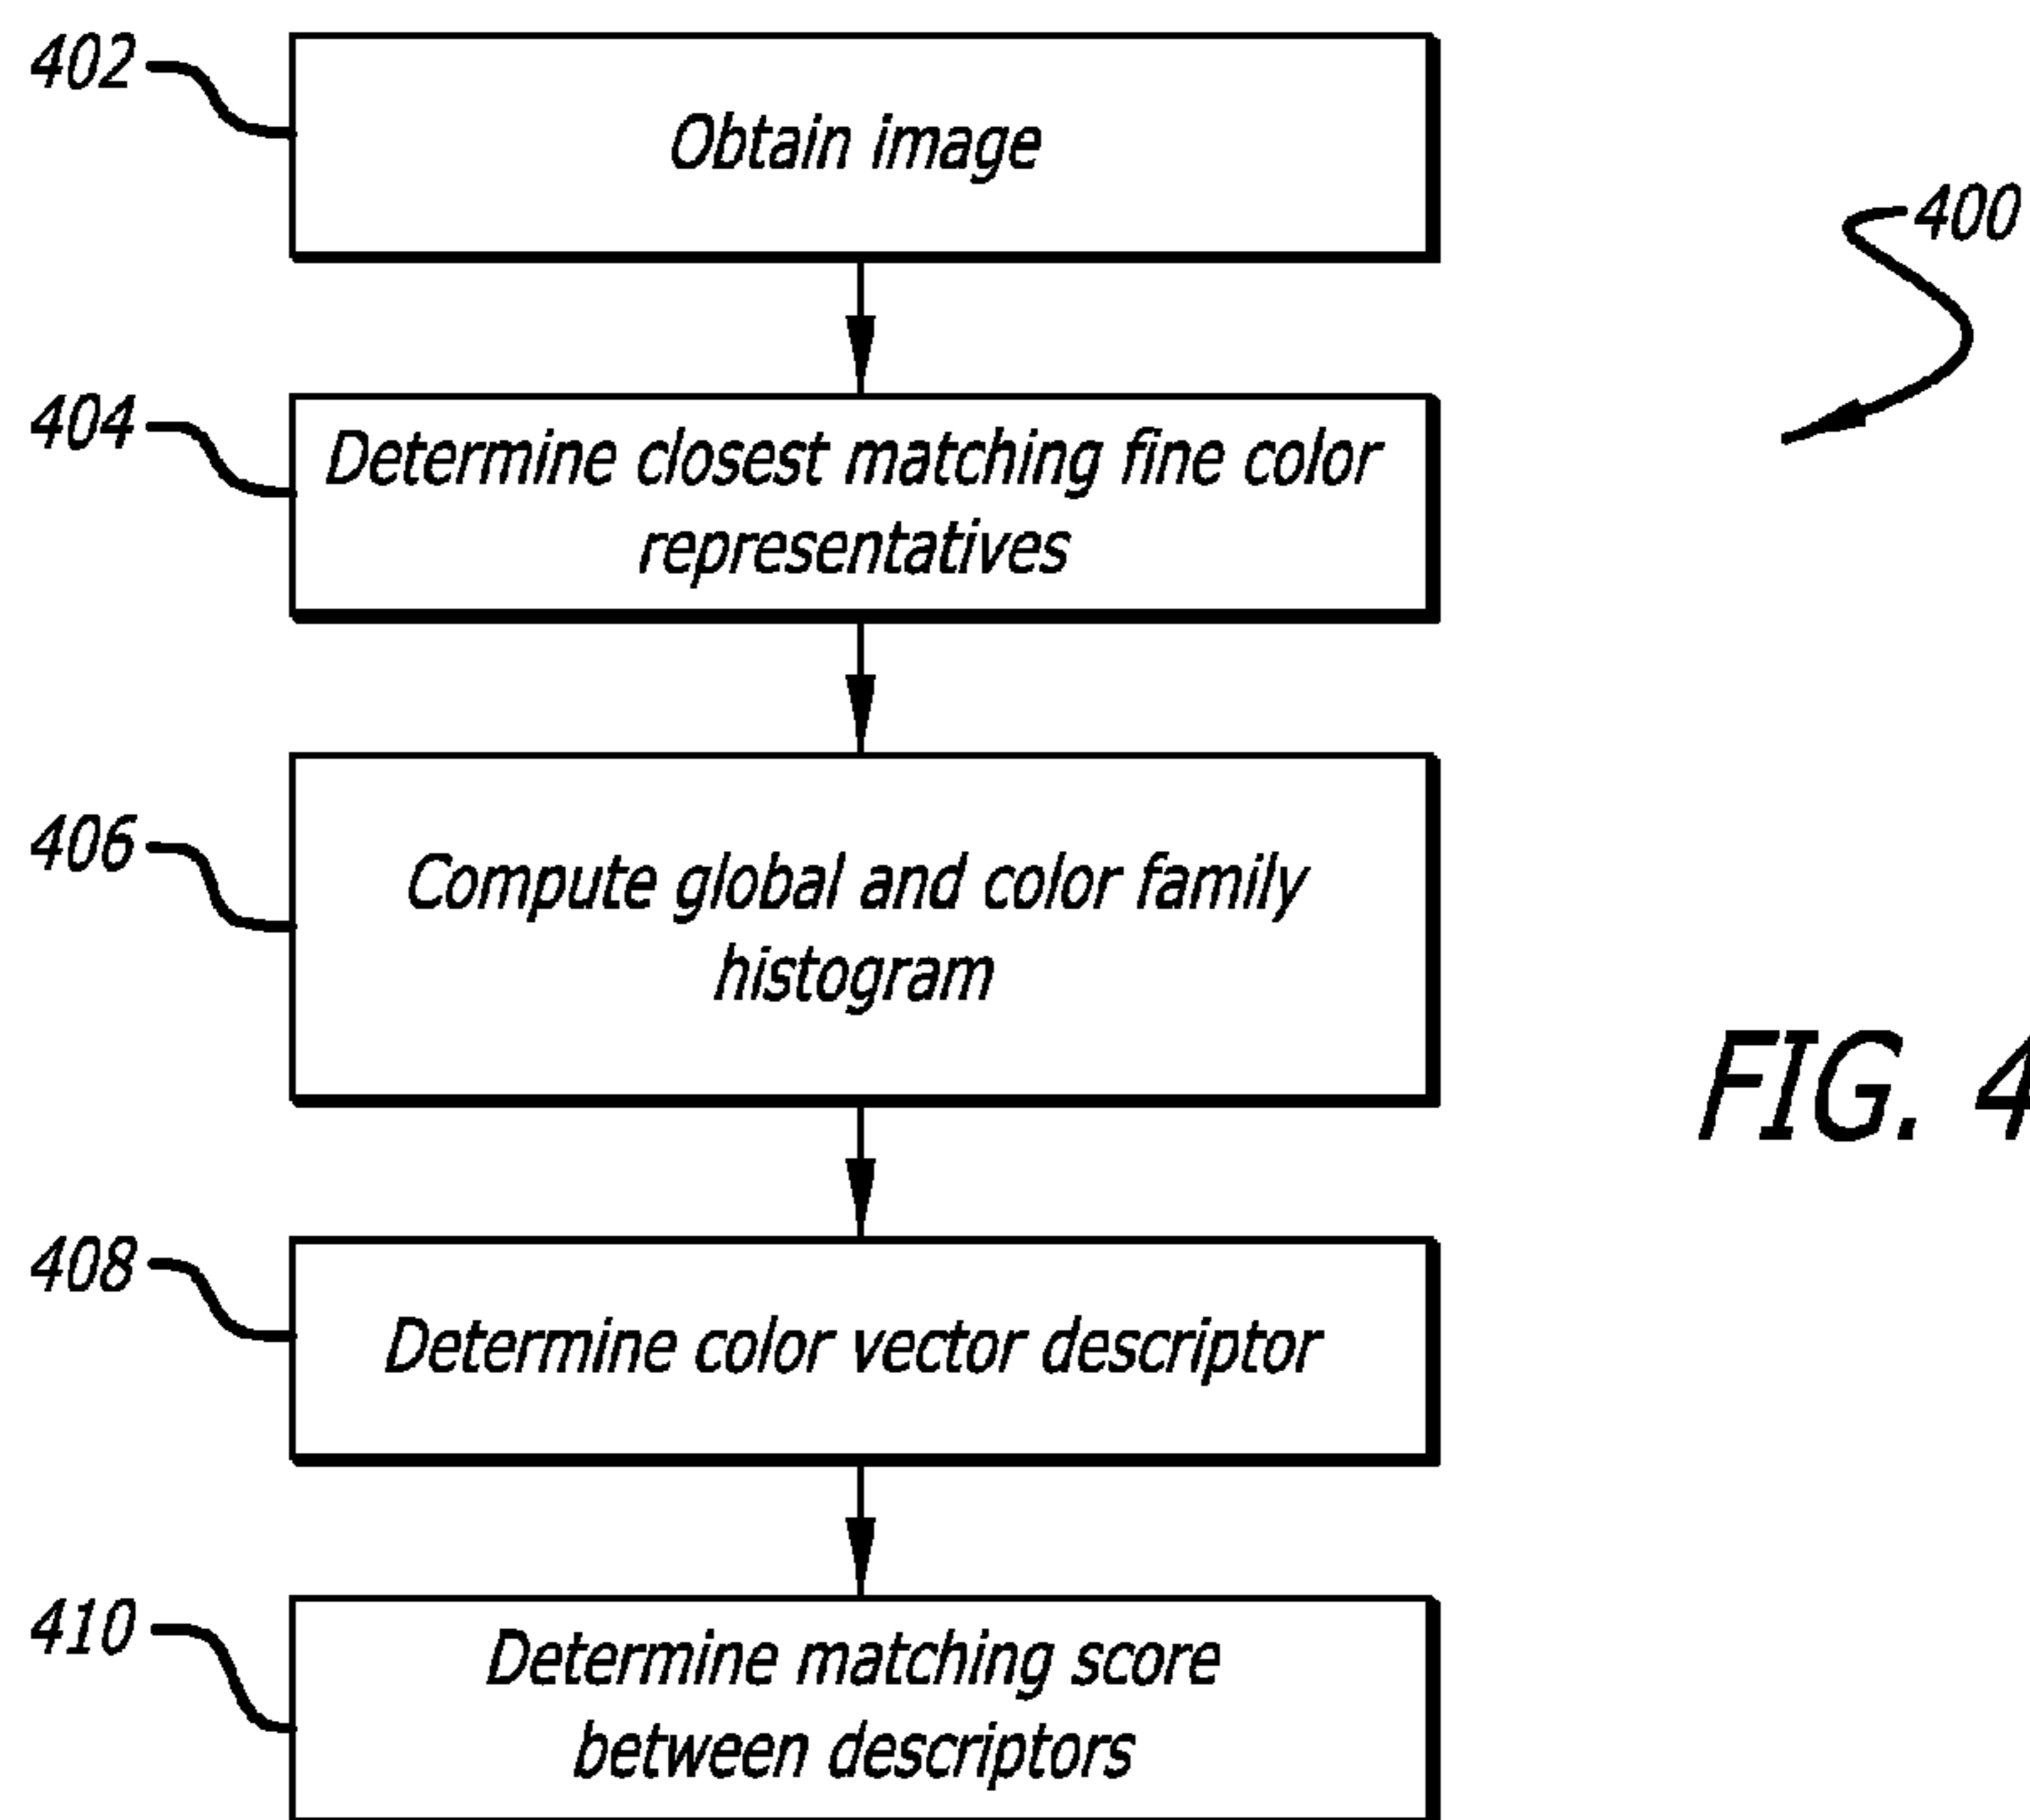 402
Obtain image
400
404
Determine closest matching fine color
representatives
406
Compute global and color family
histogram
FIG. 4
408
Determine color vector descriptor
410
Determine matching score
between descriptors